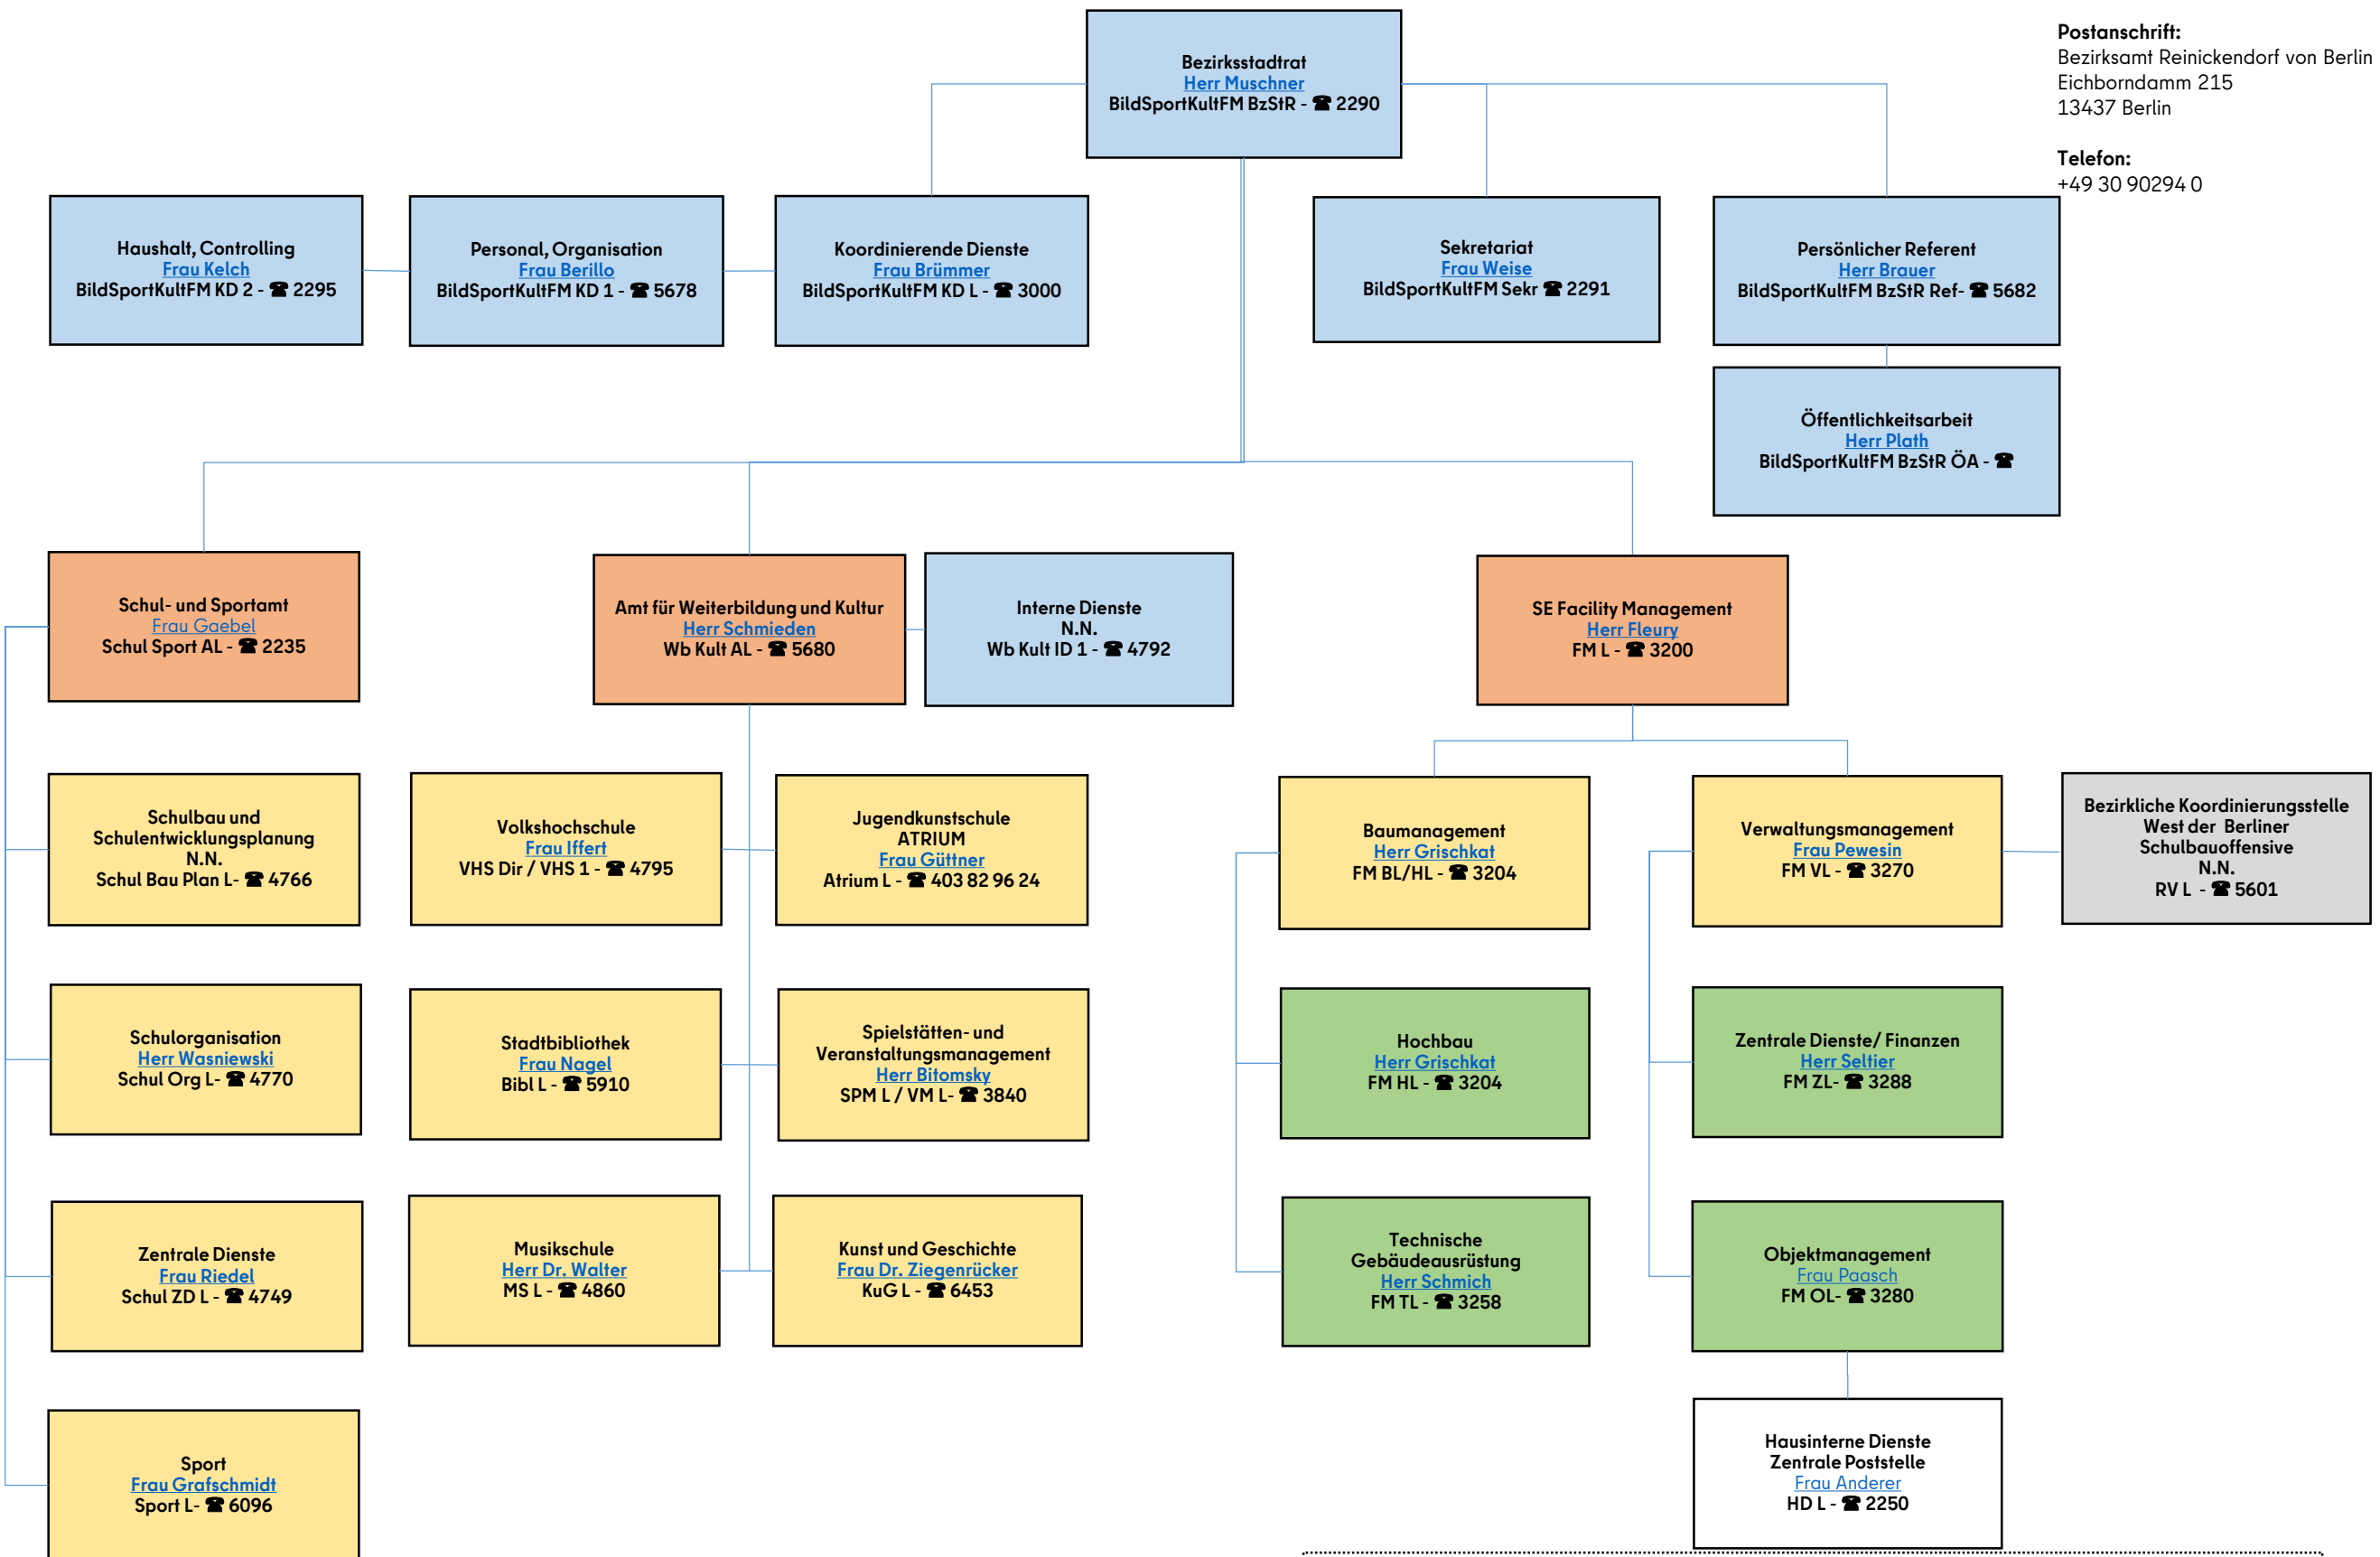 Bezirksstadtrat
Herr Muschner
BildSportKultFM BzStR - ☎ 2290
Postanschrift:
Bezirksamt Reinickendorf von Berlin
Eichborndamm 215
13437 Berlin
Telefon:
+49 30 90294 0
Haushalt, Controlling
Frau Kelch
BildSportKultFM KD 2 - ☎ 2295
Personal, Organisation
Frau Berillo
BildSportKultFM KD 1 - ☎ 5678
Koordinierende Dienste
Frau Brümmer
BildSportKultFM KD L - ☎ 3000
Sekretariat
Frau Weise
BildSportKultFM Sekr ☎ 2291
Persönlicher Referent
Herr Brauer
BildSportKultFM BzStR Ref- ☎ 5682
Öffentlichkeitsarbeit
Herr Plath
BildSportKultFM BzStR ÖA - ☎
Schul- und Sportamt
Frau Gaebel
Schul Sport AL - ☎ 2235
Amt für Weiterbildung und Kultur
Herr Schmieden
Wb Kult AL - ☎ 5680
Interne Dienste
N.N.
Wb Kult ID 1 - ☎ 4792
SE Facility Management
Herr Fleury
FM L - ☎ 3200
Schulbau und
Schulentwicklungsplanung
N.N.
Schul Bau Plan L- ☎ 4766
Volkshochschule
Frau Iffert
VHS Dir / VHS 1 - ☎ 4795
Jugendkunstschule
ATRIUM
Frau Güttner
Atrium L - ☎ 403 82 96 24
Baumanagement
Herr Grischkat
FM BL/HL - ☎ 3204
Verwaltungsmanagement
Frau Pewesin
FM VL - ☎ 3270
Bezirkliche Koordinierungsstelle
West der Berliner
Schulbauoffensive
N.N.
RV L - ☎ 5601
Schulorganisation
Herr Wasniewski
Schul Org L- ☎ 4770
Stadtbibliothek
Frau Nagel
Bibl L - ☎ 5910
Spielstätten- und
Veranstaltungsmanagement
Herr Bitomsky
SPM L / VM L- ☎ 3840
Hochbau
Herr Grischkat
FM HL - ☎ 3204
Zentrale Dienste/ Finanzen
Herr Seltier
FM ZL- ☎ 3288
Zentrale Dienste
Frau Riedel
Schul ZD L - ☎ 4749
Musikschule
Herr Dr. Walter
MS L - ☎ 4860
Kunst und Geschichte
Frau Dr. Ziegenrücker
KuG L - ☎ 6453
Technische
Gebäudeausrüstung
Herr Schmich
FM TL - ☎ 3258
Objektmanagement
Frau Paasch
FM OL- ☎ 3280
Sport
Frau Grafschmidt
Sport L- ☎ 6096
Hausinterne Dienste
Zentrale Poststelle
Frau Anderer
HD L - ☎ 2250